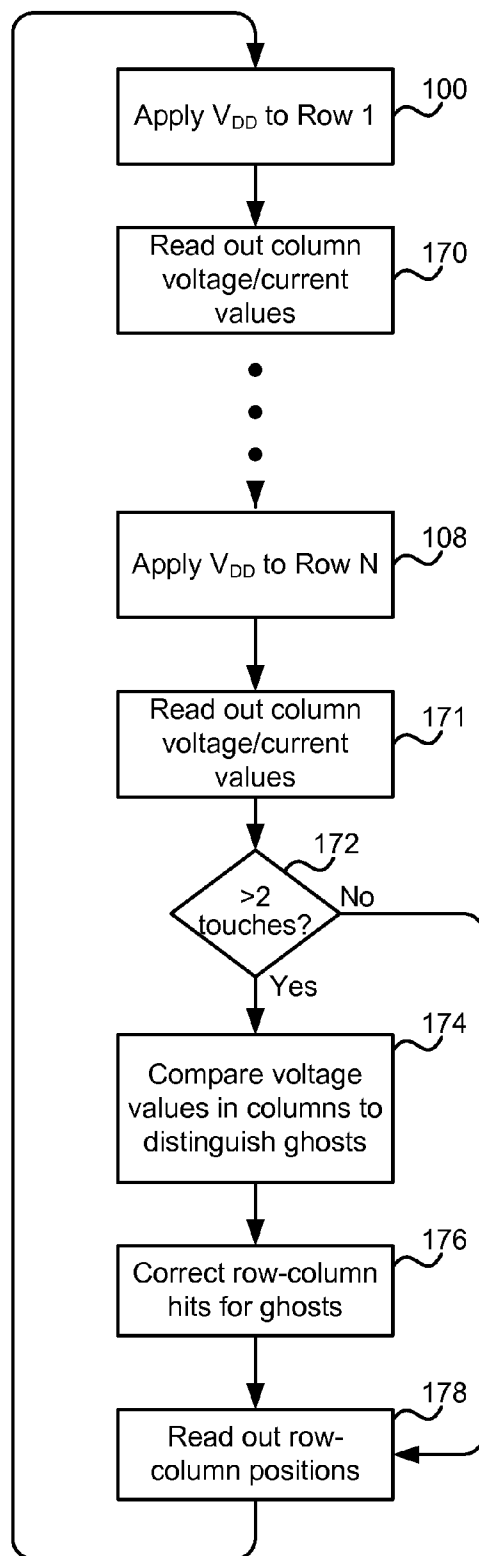 Apply VDD to Row 1
100
Read out column
voltage/current
values
170
Apply VDD to Row N
108
Read out column
voltage/current
values
171
172
>2
touches?
No
Yes
174
Compare voltage
values in columns to
distinguish ghosts
176
Correct row-column
hits for ghosts
178
Read out row-
column positions